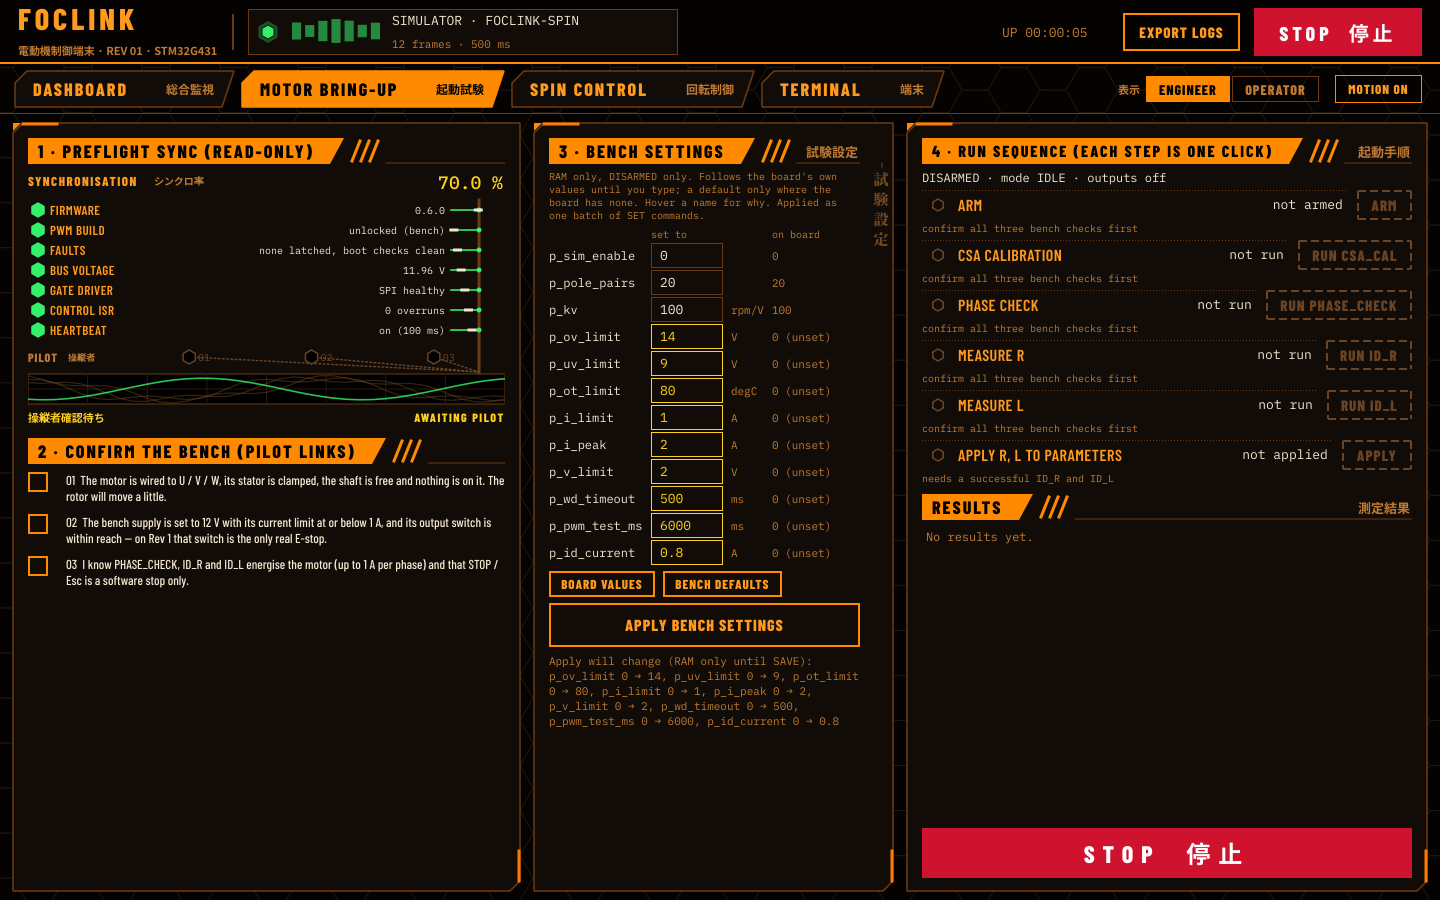 FOCLINK
電動機制御端末・REV 01・STM32G431
SIMULATOR · FOCLINK-SPIN
12 frames · 500 ms
UP 00:00:05
EXPORT LOGS
STOP 停止
DASHBOARD 総合監視
MOTOR BRING-UP 起動試験
SPIN CONTROL 回転制御
TERMINAL 端末
表示 ENGINEER OPERATOR
MOTION ON
1 · PREFLIGHT SYNC (READ-ONLY)
SYNCHRONISATION シンクロ率 70.0 %
FIRMWARE 0.6.0
PWM BUILD unlocked (bench)
FAULTS none latched, boot checks clean
BUS VOLTAGE 11.96 V
GATE DRIVER SPI healthy
CONTROL ISR 0 overruns
HEARTBEAT on (100 ms)
PILOT 操縦者 01 02 03
操縦者確認待ち AWAITING PILOT
2 · CONFIRM THE BENCH (PILOT LINKS)
01 The motor is wired to U / V / W, its stator is clamped, the shaft is free and nothing is on it. The
rotor will move a little.
02 The bench supply is set to 12 V with its current limit at or below 1 A, and its output switch is
within reach — on Rev 1 that switch is the only real E-stop.
03 I know PHASE_CHECK, ID_R and ID_L energise the motor (up to 1 A per phase) and that STOP /
Esc is a software stop only.
3 · BENCH SETTINGS 試験設定
RAM only, DISARMED only. Follows the board's own
values until you type; a default only where the
board has none. Hover a name for why. Applied as
one batch of SET commands.
試験設定
set to on board
p_sim_enable 0 0
p_pole_pairs 20 20
p_kv 100 rpm/V 100
p_ov_limit 14 V 0 (unset)
p_uv_limit 9 V 0 (unset)
p_ot_limit 80 degC 0 (unset)
p_i_limit 1 A 0 (unset)
p_i_peak 2 A 0 (unset)
p_v_limit 2 V 0 (unset)
p_wd_timeout 500 ms 0 (unset)
p_pwm_test_ms 6000 ms 0 (unset)
p_id_current 0.8 A 0 (unset)
BOARD VALUES BENCH DEFAULTS
APPLY BENCH SETTINGS
Apply will change (RAM only until SAVE):
p_ov_limit 0 → 14, p_uv_limit 0 → 9, p_ot_limit
0 → 80, p_i_limit 0 → 1, p_i_peak 0 → 2,
p_v_limit 0 → 2, p_wd_timeout 0 → 500,
p_pwm_test_ms 0 → 6000, p_id_current 0 → 0.8
4 · RUN SEQUENCE (EACH STEP IS ONE CLICK) 起動手順
DISARMED · mode IDLE · outputs off
ARM not armed ARM
confirm all three bench checks first
CSA CALIBRATION not run RUN CSA_CAL
confirm all three bench checks first
PHASE CHECK not run RUN PHASE_CHECK
confirm all three bench checks first
MEASURE R not run RUN ID_R
confirm all three bench checks first
MEASURE L not run RUN ID_L
confirm all three bench checks first
APPLY R, L TO PARAMETERS not applied APPLY
needs a successful ID_R and ID_L
RESULTS 測定結果
No results yet.
STOP 停止